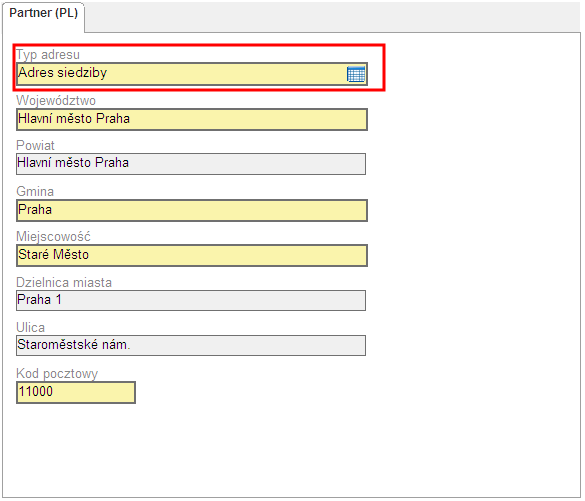 Partner (PL)
Typ adresu
Adres siedziby
Województwo
Hlavní město Praha
Powiat
Hlavní město Praha
Gmina
Praha
Miejscowość
Staré Město
Dzielnica miasta
Praha 1
Ulica
Staroměstské nám.
Kod pocztowy
11000